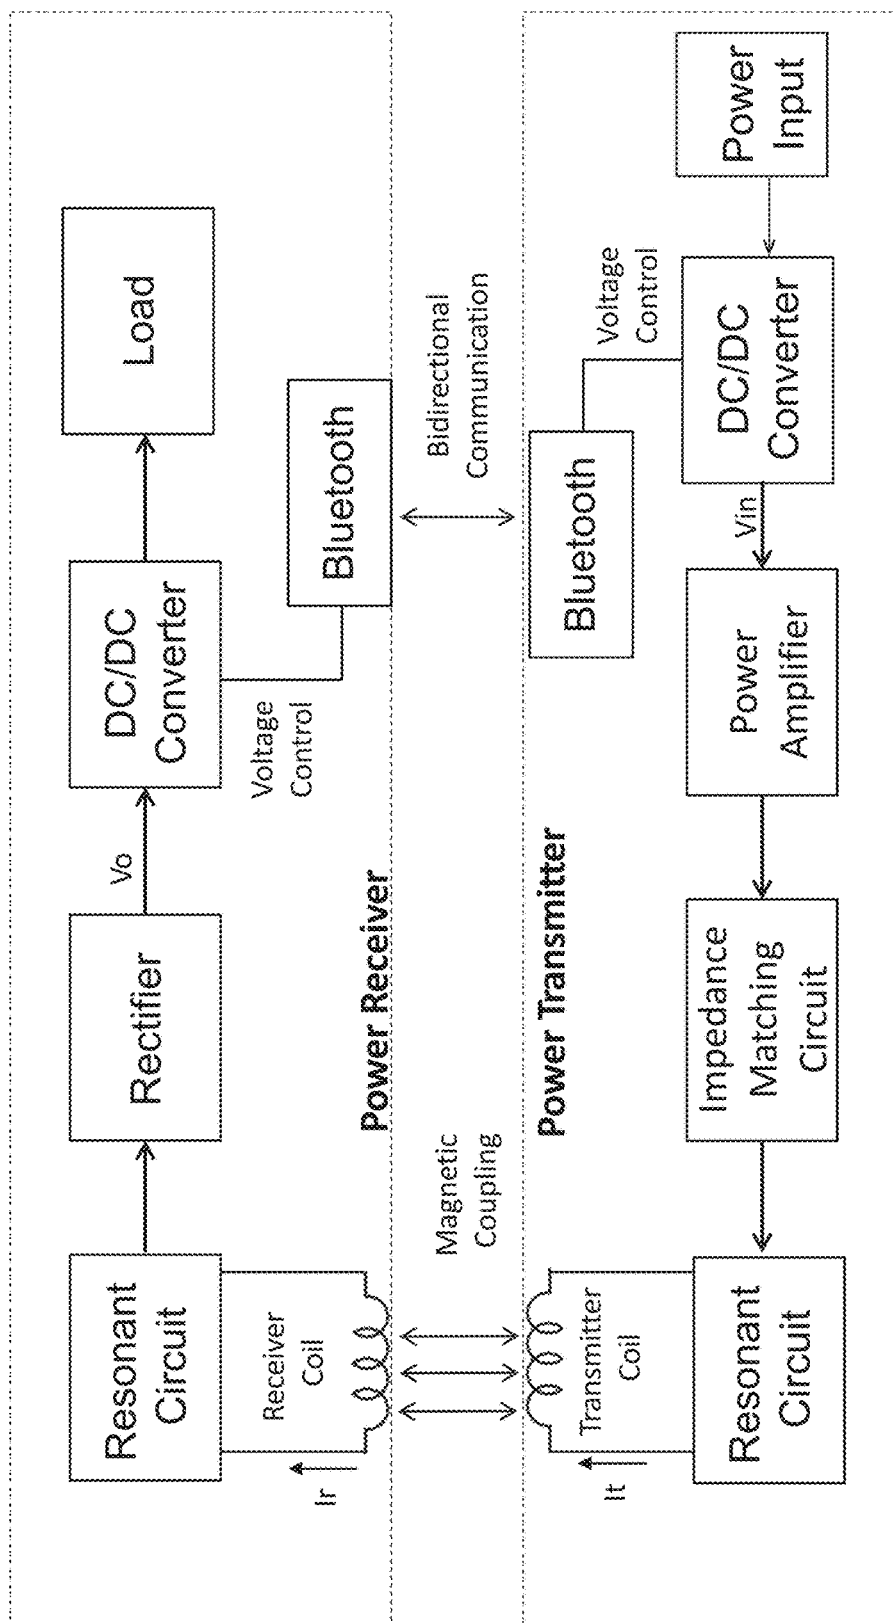 Load
DC/DC
Converter
Vo
Rectifier
Resonant
Circuit
Bluetooth
Voltage
Control
Receiver
Coil
Ir
Power Receiver
Bidirectional
Communication
Magnetic
Coupling
Power Transmitter
Bluetooth
Voltage
Control
Transmitter
Coil
It
Power
Input
DC/DC
Converter
Vin
Power
Amplifier
Impedance
Matching
Circuit
Resonant
Circuit